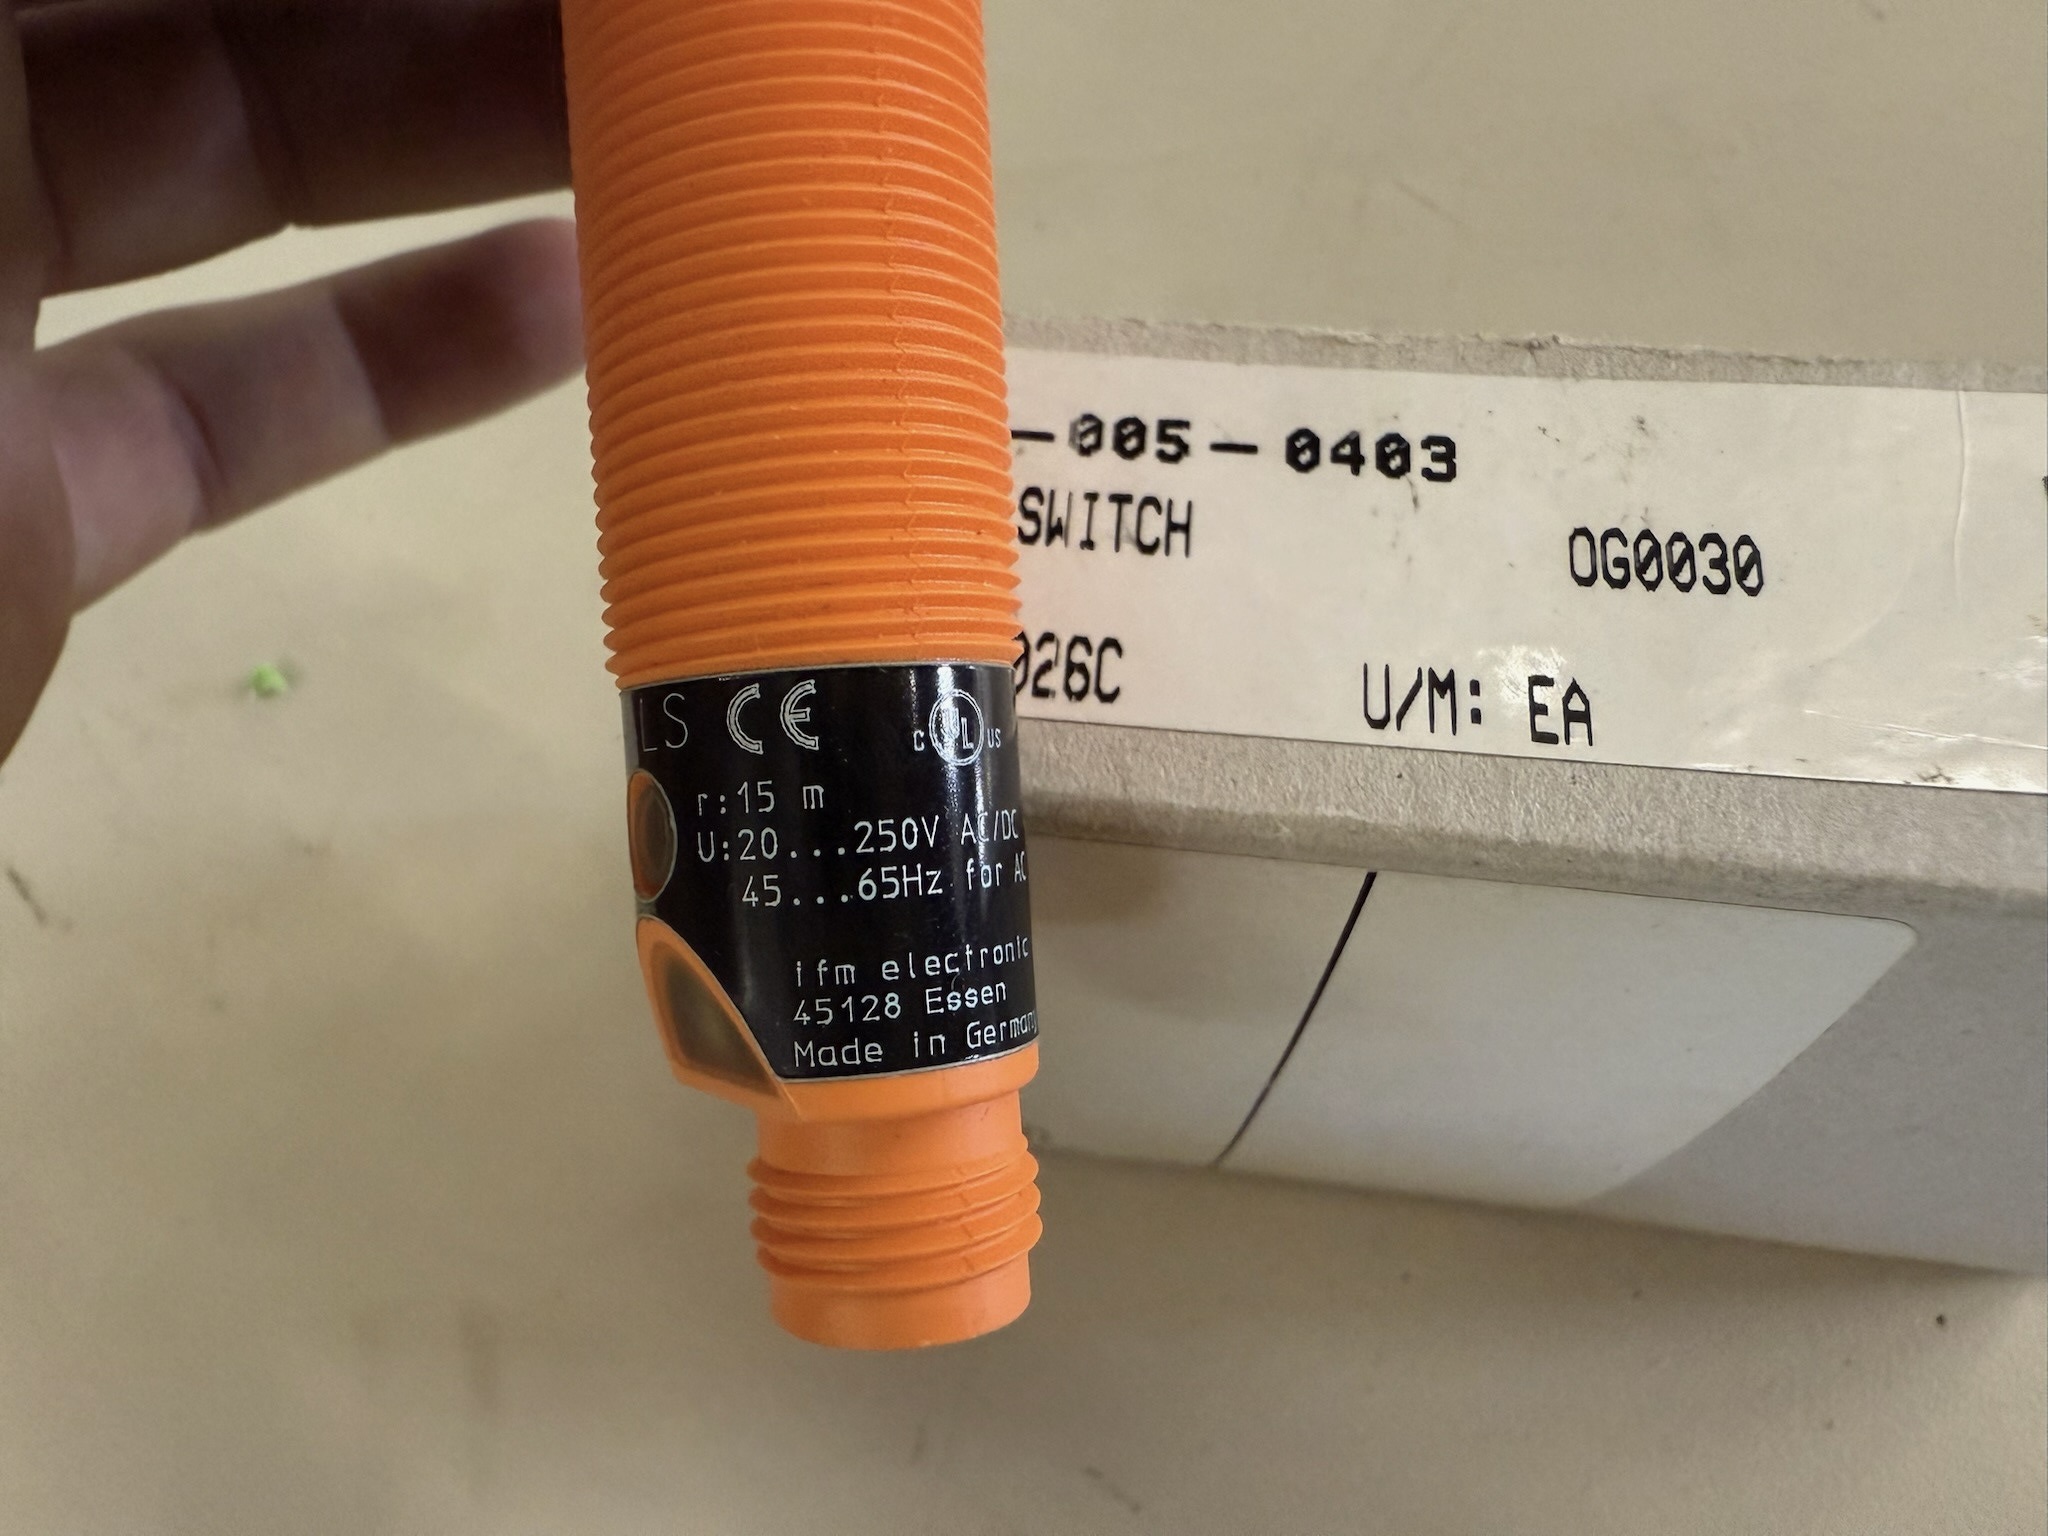 -005-0403
SWITCH
OG0030
026C
U/M: EA
LS CE
C UL US
r:15 m
U:20...250V AC/DC
45...65Hz for AC
ifm electronic
45128 Essen
Made in Germany